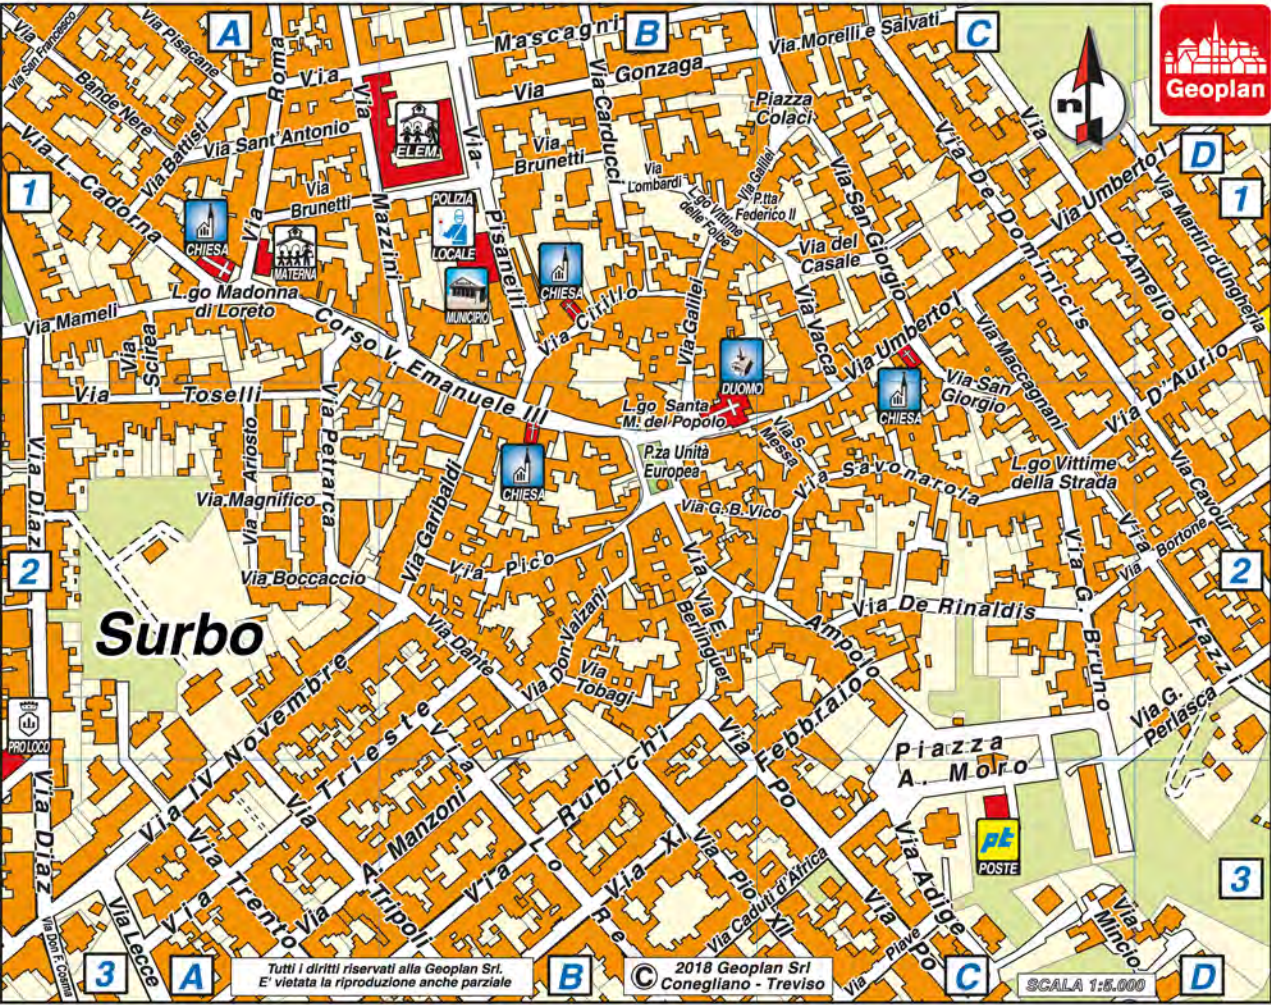 Via San Francesco
Via Pisacane
A
Roma
Mascagni
B
Via Morelli e Salvati
C
Geoplan
Bande Nere
Via
Via Gonzaga
Via Carducci
Piazza
Colaci
Via
n
Via L. Cadorna
Via Battisti
Via Sant'Antonio
Via
Mazzini
ELEM.
Via
Pisanelli
Via
Brunetti
Via
Lombardi
Via Galilei
Via San Giorgio
Via De Dominicis
D'Amelio
Via Umberto I
D
1
1
Via
Brunetti
Via
L.go Vittime
delle Foibe
P.tta
Federico II
Via Martiri d'Ungheria
CHIESA
MATERNA
POLIZIA
LOCALE
MUNICIPIO
CHIESA
Via del
Casale
L.go Madonna
di Loreto
Via Mameli
Via
Scirea
Corso V. Emanuele III
Via Cirillo
Via Galilei
Via Vacca
Via Umberto I
Via Maccagnani
DUOMO
CHIESA
Via San
Giorgio
Via D'Aurio
Via Toselli
Via Petrarca
L.go Santa
M. del Popolo
Via S.
Messa
Via Diaz
Via Ariosto
Via Magnifico
CHIESA
P.za Unità
Europea
Via Savonarola
L.go Vittime
della Strada
Via Cavour
Via Garibaldi
Via G. B. Vico
Via
Fazzi
Via Bortone
2
2
Via Boccaccio
Via Pico
Via G. Bruno
Surbo
Via Dante
Via Don Valzani
Via E.
Berlinguer
Via Ampolo
Via De Rinaldis
Via
Tobagi
PRO LOCO
Via IV Novembre
Via Trieste
Via
Lo
Re
Via Rubichi
Via
Po
Via XI Febbraio
Via G.
Perlasca
Piazza
A. Moro
Via Diaz
Via
Tripoli
Via A. Manzoni
Via Pio XII
Via Caduti d'Africa
Via Adige
pt
POSTE
3
Via
Trento
Via Lecce
Via Don F. Cosma
Via Piave
Via Po
Via
Mincio
3
A
Tutti i diritti riservati alla Geoplan Srl.
E' vietata la riproduzione anche parziale
B
© 2018 Geoplan Srl
Conegliano - Treviso
C
SCALA 1:5.000
D